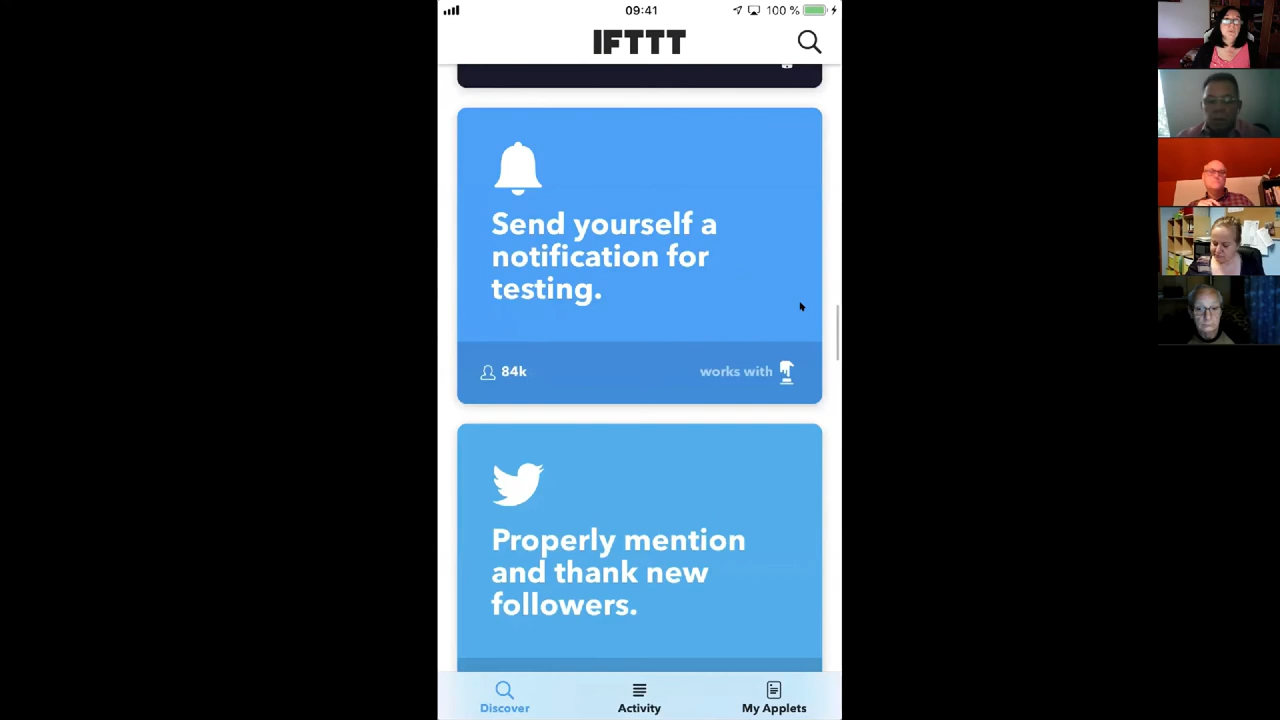 09:41
100 %
IFTTT
Send yourself a
notification for
testing.
84k
works with
Properly mention
and thank new
followers.
Discover
Activity
My Applets